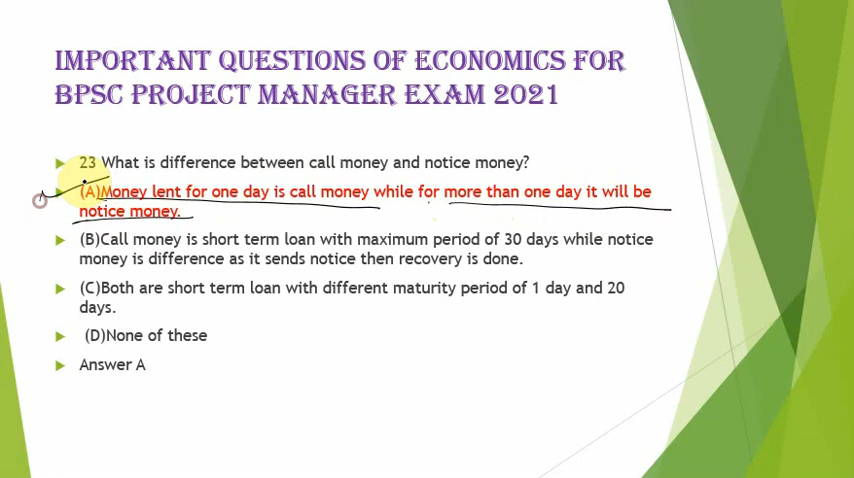 IMPORTANT QUESTIONS OF ECONOMICS FOR
BPSC PROJECT MANAGER EXAM 2021
23 What is difference between call money and notice money?
(A)Money lent for one day is call money while for more than one day it will be
notice money.
(B)Call money is short term loan with maximum period of 30 days while notice
money is difference as it sends notice then recovery is done.
(C)Both are short term loan with different maturity period of 1 day and 20
days.
(D)None of these
Answer A